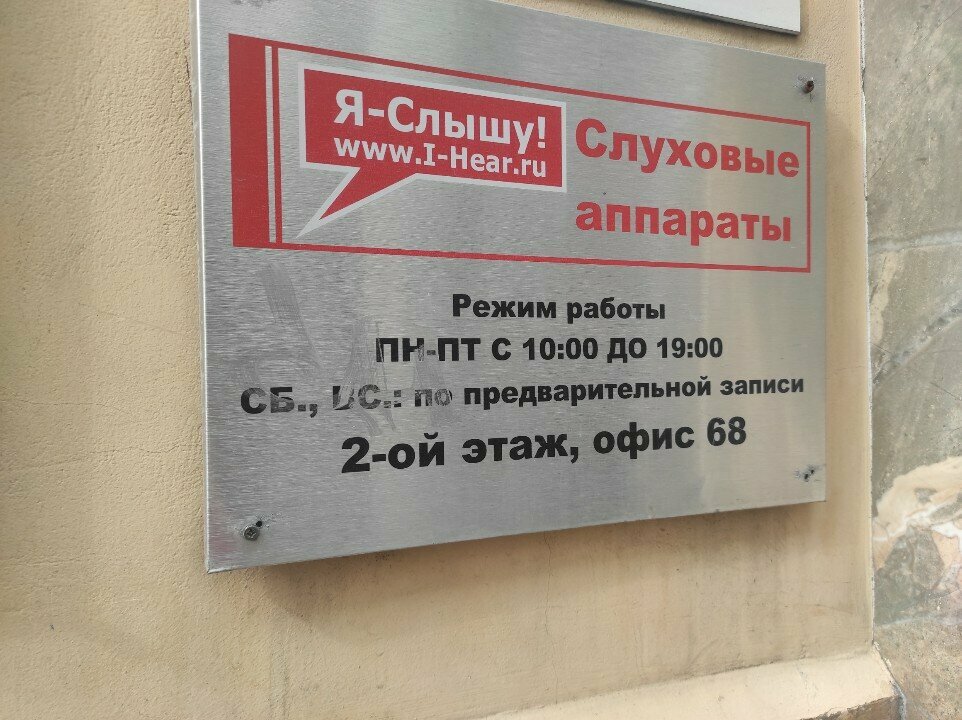 Я-Слышу!
www.I-Hear.ru
Слуховые
аппараты
Режим работы
ПН-ПТ С 10:00 ДО 19:00
СБ., ВС.: по предварительной записи
2-ой этаж, офис 68